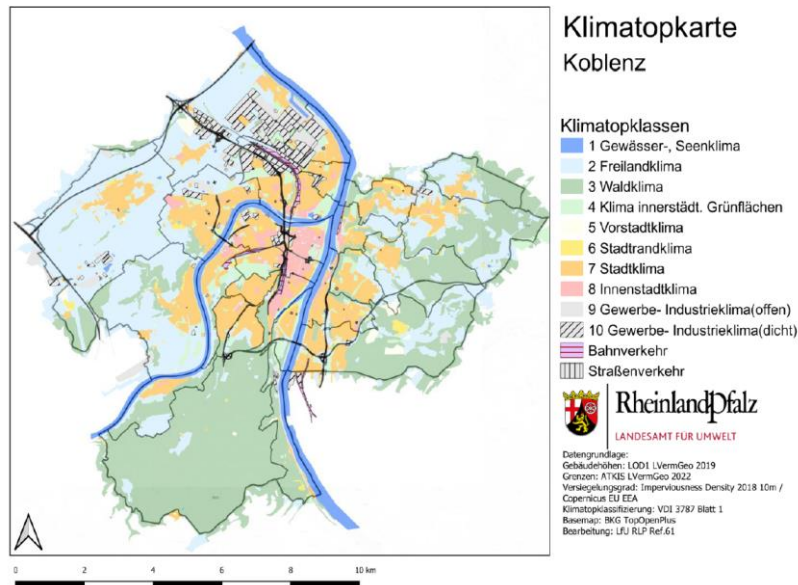 Klimatopkarte
Koblenz
Klimatopklassen
1 Gewässer-, Seenklima
2 Freilandklima
3 Waldklima
4 Klima innerstädt. Grünflächen
5 Vorstadtklima
6 Stadtrandklima
7 Stadtklima
8 Innenstadtklima
9 Gewerbe- Industrieklima(offen)
10 Gewerbe- Industrieklima(dicht)
Bahnverkehr
Straßenverkehr
RheinlandPfalz
LANDESAMT FÜR UMWELT
Datengrundlage:
Gebäudehöhen: LOD1 LVermGeo 2019
Grenzen: ATKIS LVermGeo 2022
Versiegelungsgrad: Imperviousness Density 2018 10m /
Copernicus EU EEA
Klimatopklassifizierung: VDI 3787 Blatt 1
Basemap: BKG TopOpenPlus
Bearbeitung: LfU RLP Ref.61
0 2 4 6 8 10 km